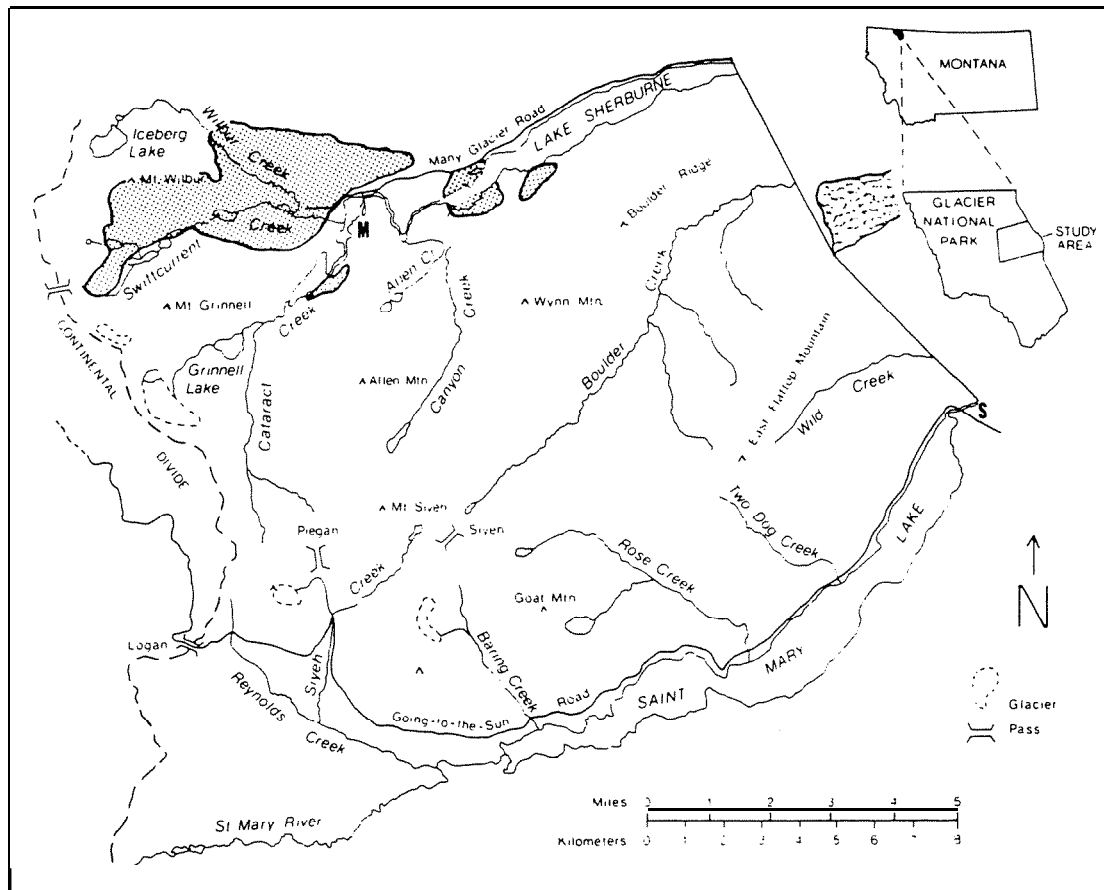 MONTANA
GLACIER
NATIONAL
PARK
STUDY
AREA
Iceberg
Lake
Wilbur
Creek
Mt. Wilbur
Many Glacier Road
LAKE SHERBURNE
Boulder Ridge
M
Swiftcurrent
Creek
Mt Grinnell
Allen Cr
Creek
Canyon
Wynn Mtn
Creek
Boulder
CONTINENTAL
DIVIDE
Grinnell
Lake
Creek
Cataract
Allen Mtn
East Flattop Mountain
Wild
Creek
S
Mt Siyeh
Siyeh
Piegan
Creek
Siyeh
Two Dog Creek
LAKE
Rose Creek
Goat Mtn
Baring Creek
MARY
SAINT
N
Logan
Reynolds
Creek
Going-to-the-Sun
Road
Glacier
Pass
St Mary River
Miles
0 1 2 3 4 5
Kilometers
0 1 2 3 4 5 6 7 8